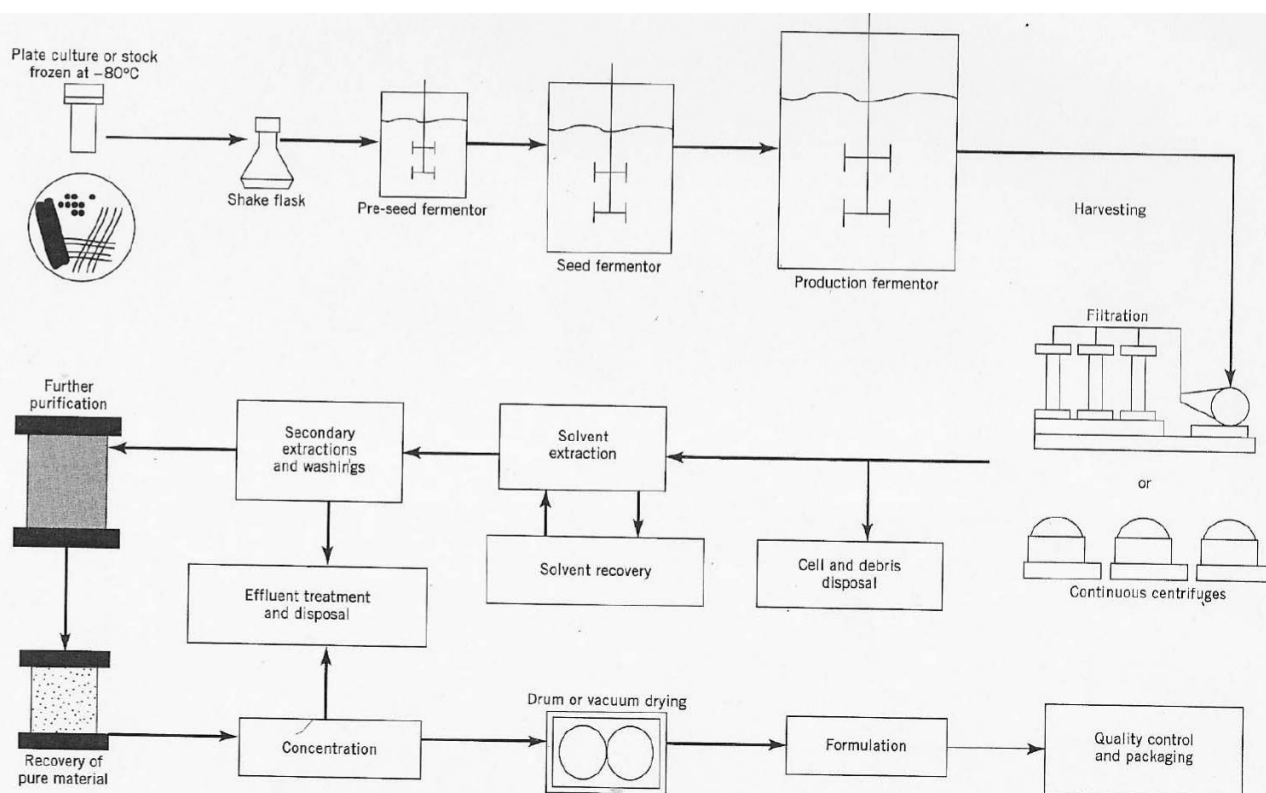 Plate culture or stock
frozen at –80°C
Shake flask
Pre-seed fermentor
Seed fermentor
Production fermentor
Harvesting
Filtration
or
Continuous centrifuges
Cell and debris
disposal
Solvent
extraction
Solvent recovery
Secondary
extractions
and washings
Effluent treatment
and disposal
Further
purification
Recovery of
pure material
Concentration
Drum or vacuum drying
Formulation
Quality control
and packaging